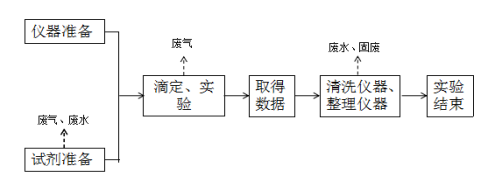 仪器准备
废气
废水、固废
滴定、实
验
取得
数据
清洗仪器、
整理仪器
实验
结束
废气、废水
试剂准备